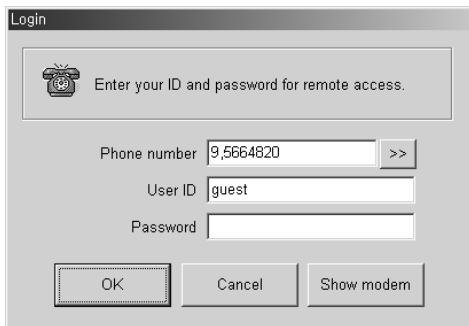 Login
Enter your ID and password for remote access.
Phone number 9,5664820 >>
User ID guest
Password
OK Cancel Show modem